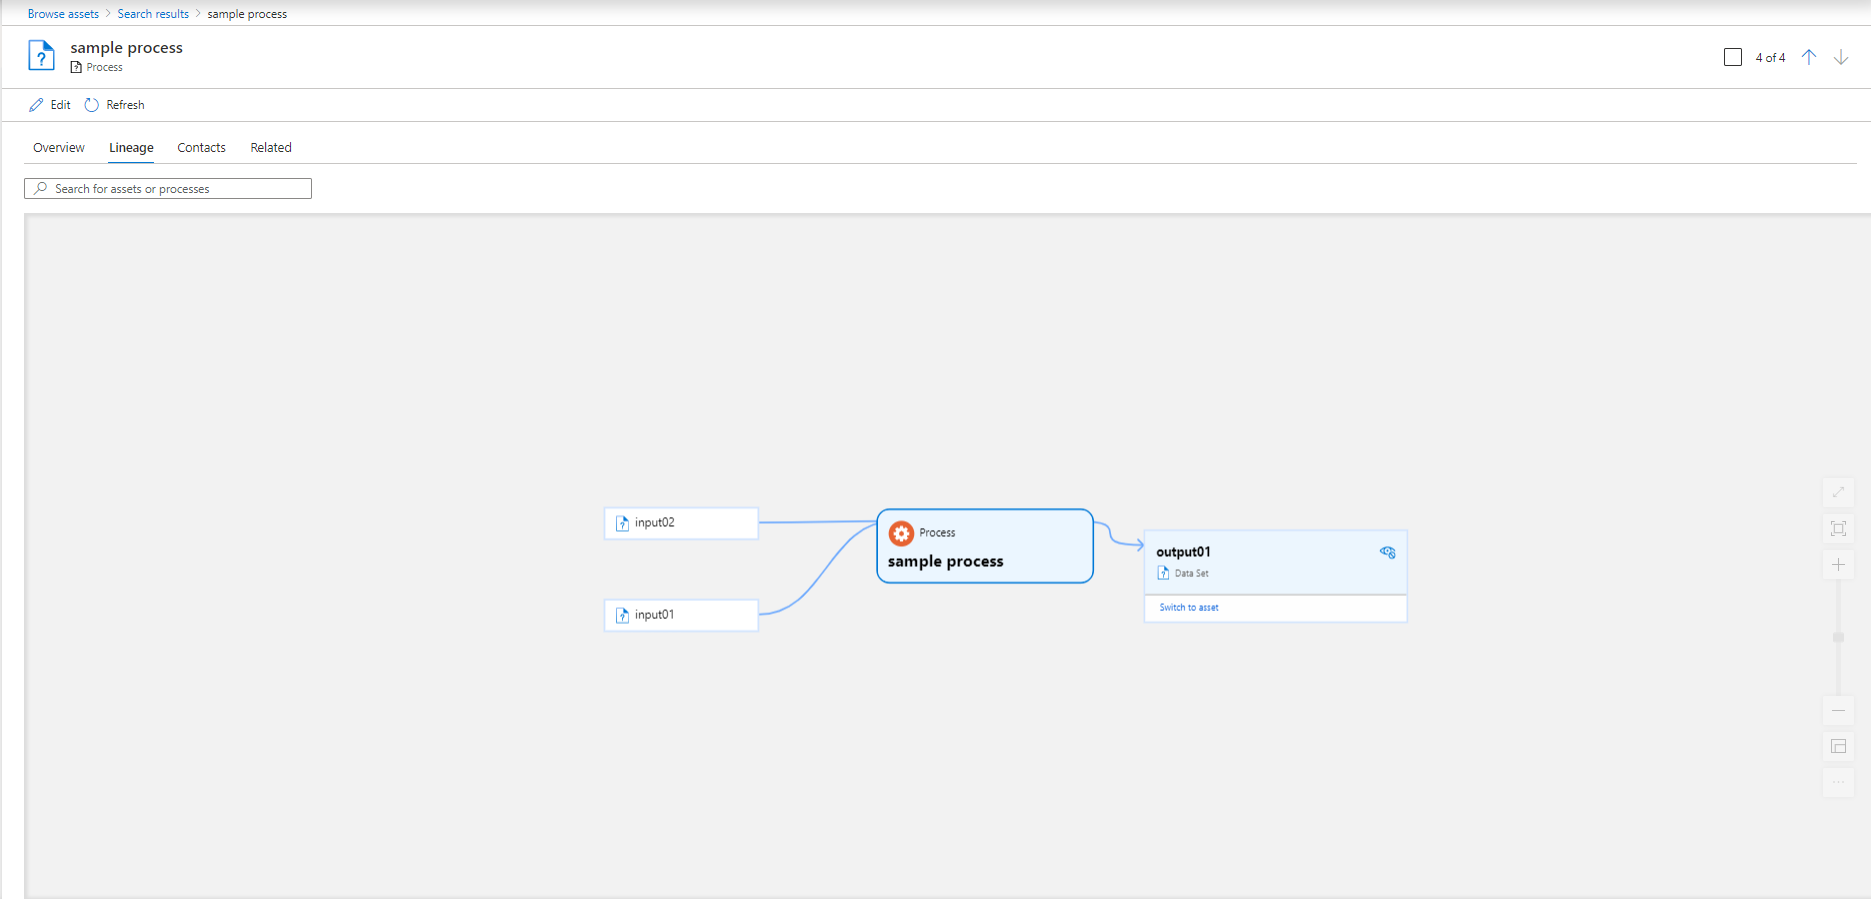 Browse assets > Search results > sample process
sample process
Process
4 of 4
Edit Refresh
Overview Lineage Contacts Related
Search for assets or processes
input02
Process
sample process
output01
Data Set
Switch to asset
input01